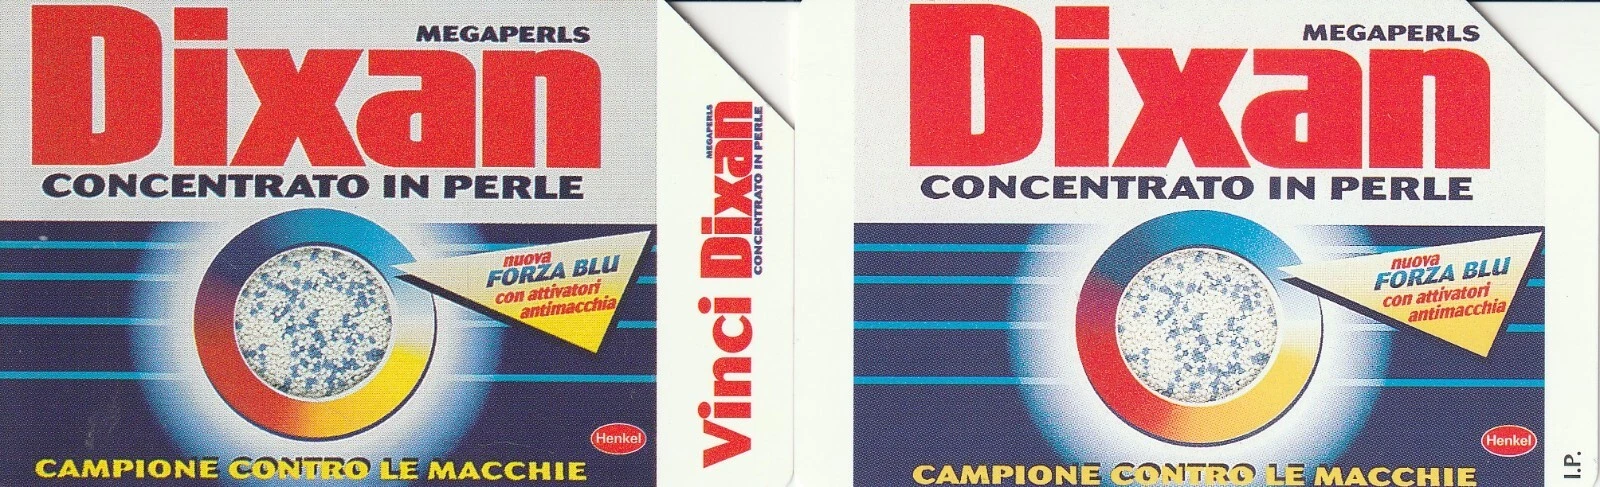 MEGAPERLS
Dixan
CONCENTRATO IN PERLE
nuova
FORZA BLU
con attivatori
antimacchia
Henkel
CAMPIONE CONTRO LE MACCHIE
Vinci Dixan
MEGAPERLS
CONCENTRATO IN PERLE
MEGAPERLS
Dixan
CONCENTRATO IN PERLE
nuova
FORZA BLU
con attivatori
antimacchia
Henkel
CAMPIONE CONTRO LE MACCHIE
I.P.